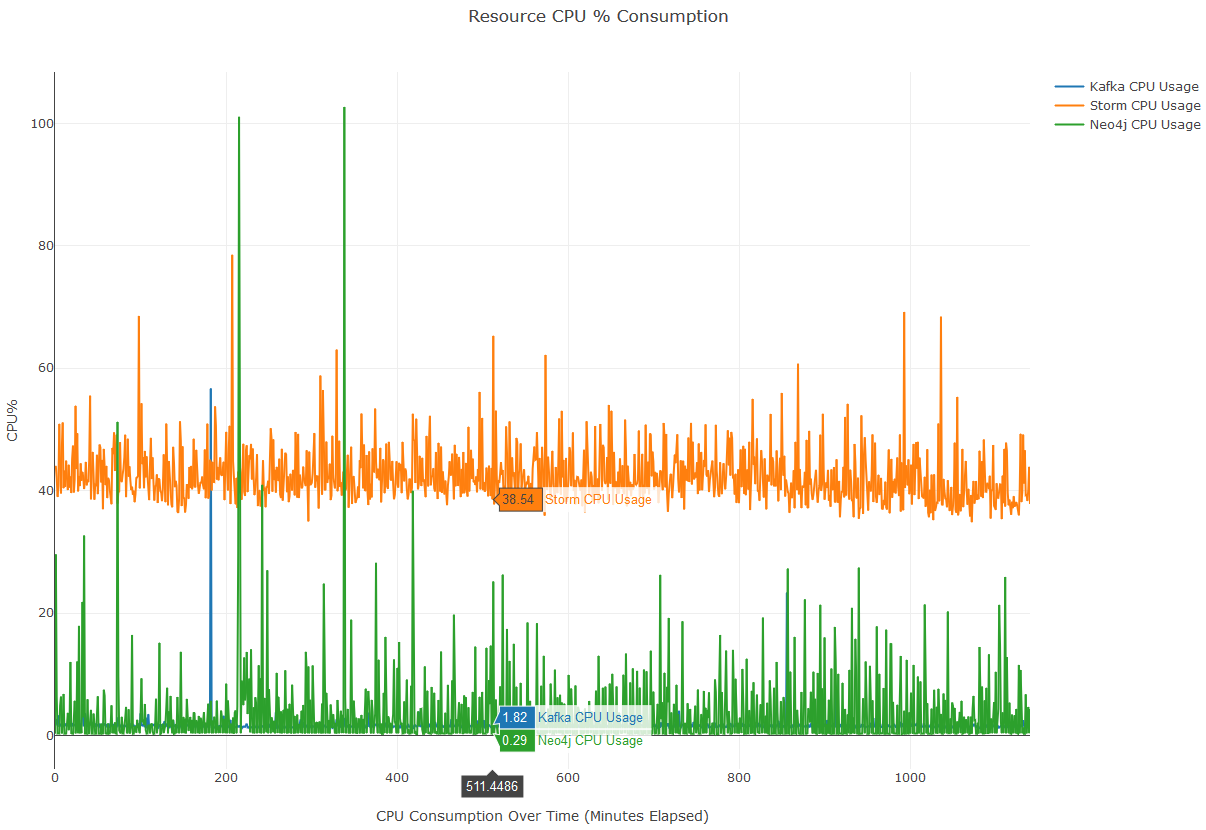 Resource CPU % Consumption
Kafka CPU Usage
Storm CPU Usage
Neo4j CPU Usage
100
80
60
40
20
0
CPU%
38.54 Storm CPU Usage
1.82 Kafka CPU Usage
0.29 Neo4j CPU Usage
0 200 400 600 800 1000
511.4486
CPU Consumption Over Time (Minutes Elapsed)